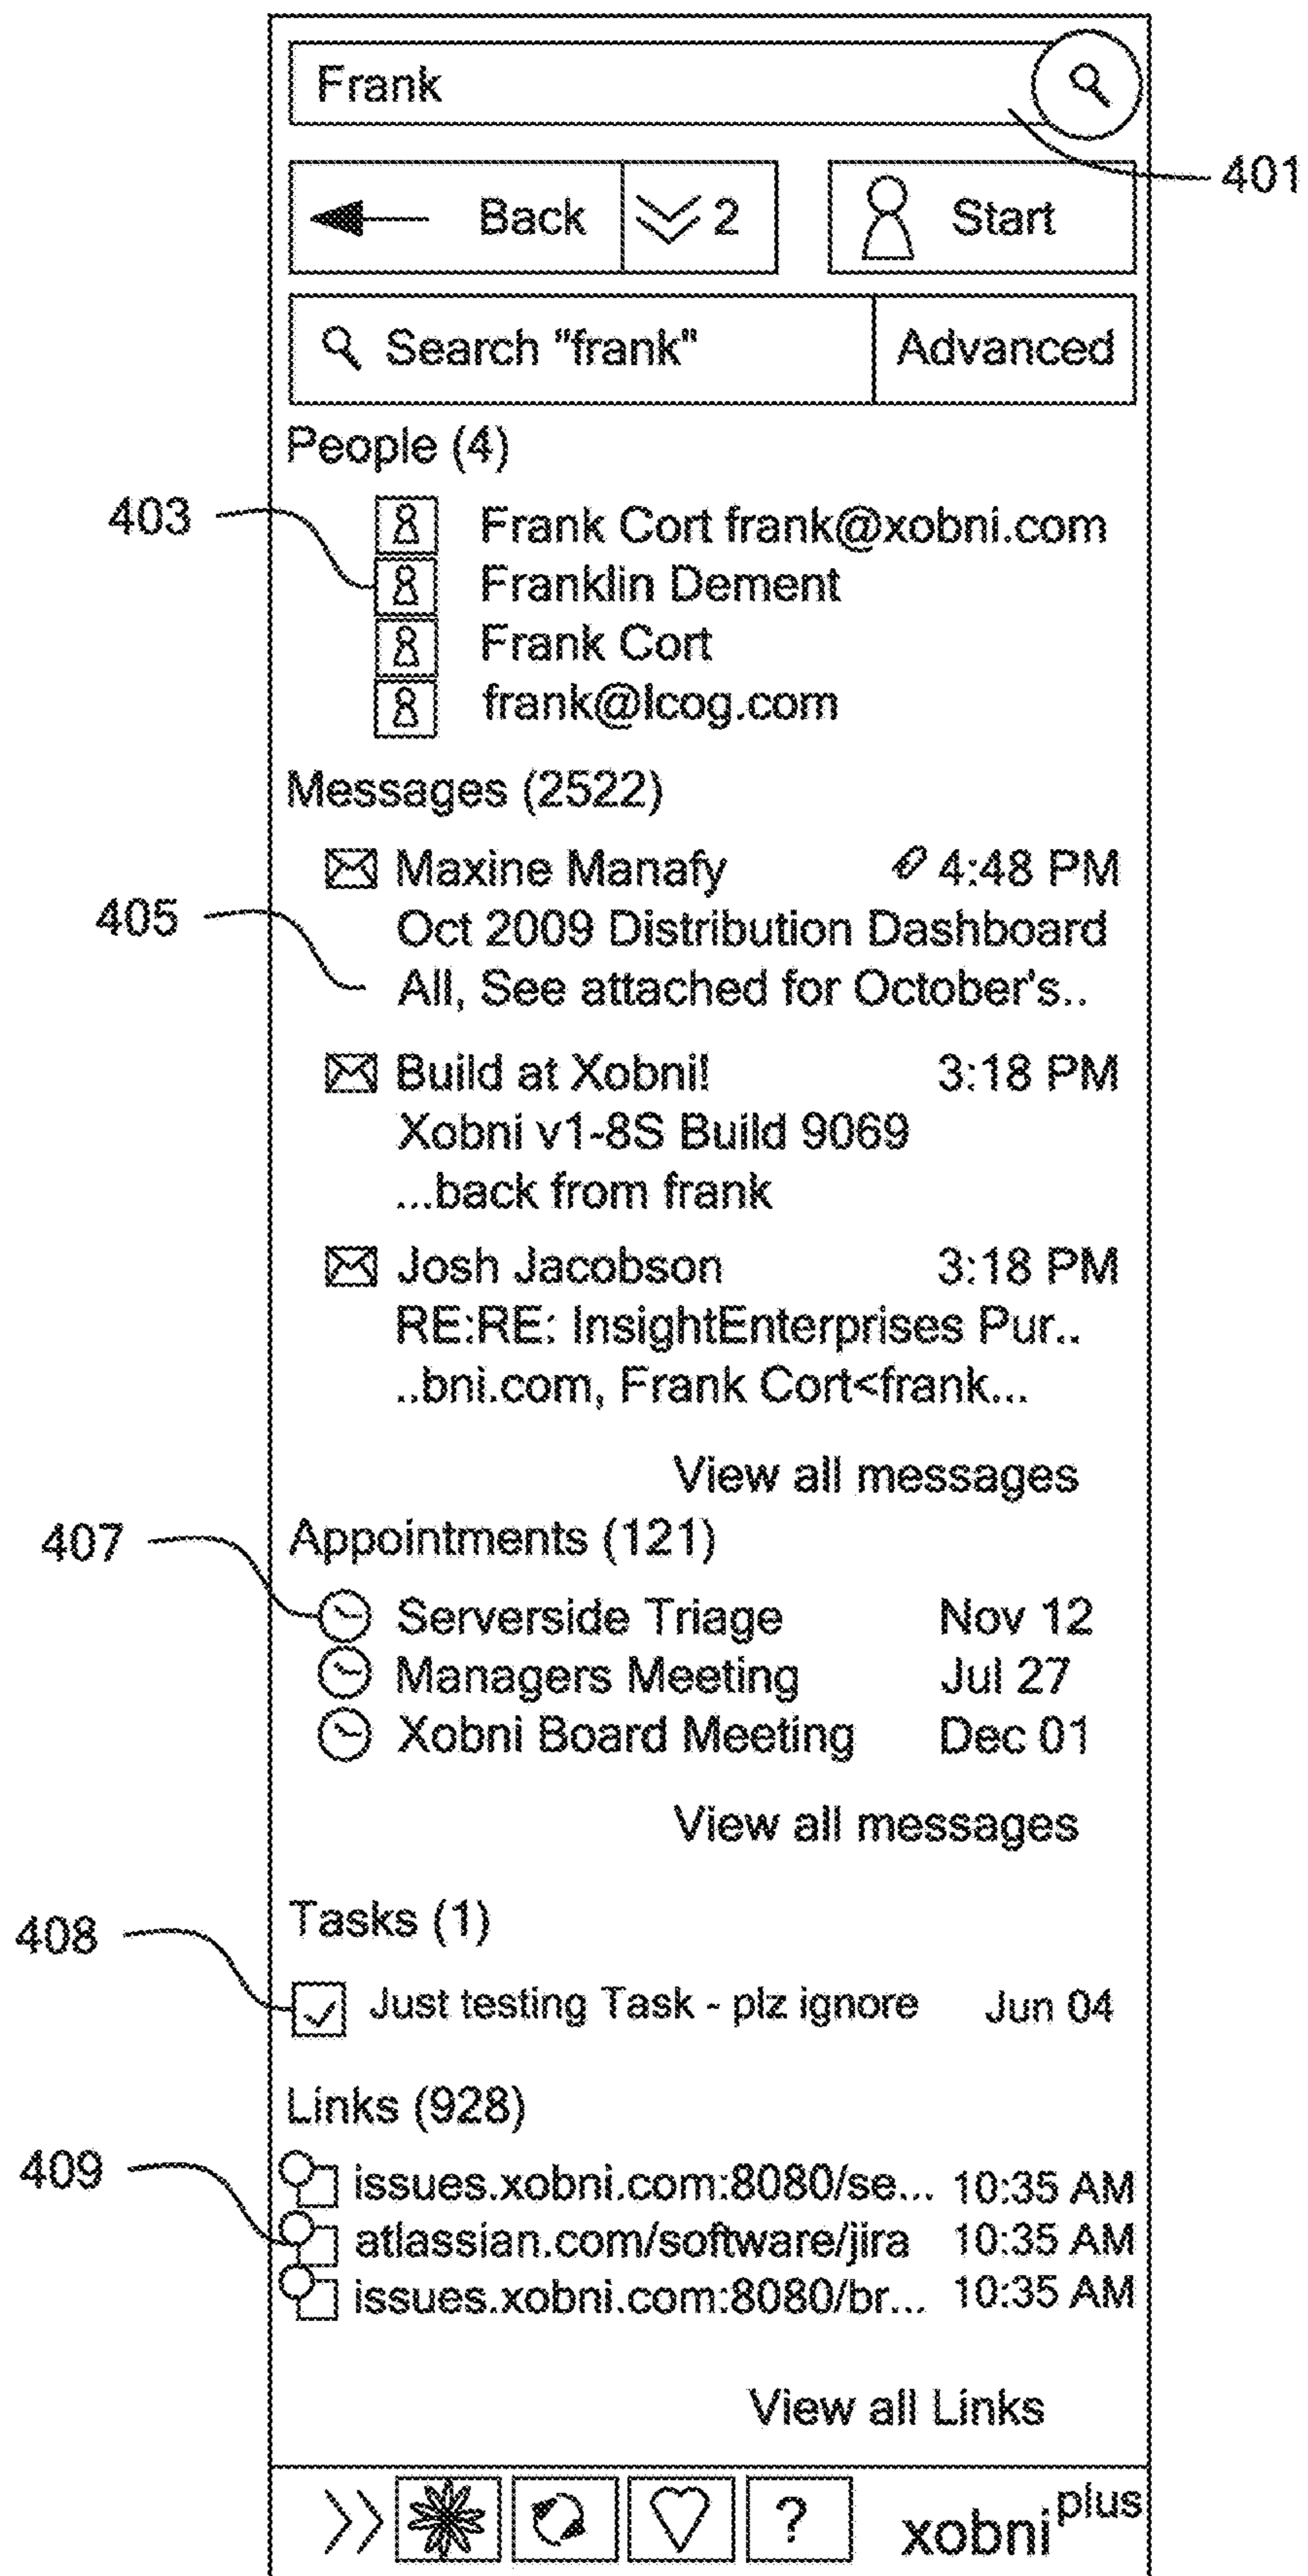 Frank
401
Back 2 Start
Search "frank" Advanced
People (4)
403
Frank Cort frank@xobni.com
Franklin Dement
Frank Cort
frank@lcog.com
Messages (2522)
Maxine Manafy 4:48 PM
405
Oct 2009 Distribution Dashboard
All, See attached for October's..
Build at Xobni! 3:18 PM
Xobni v1-8S Build 9069
...back from frank
Josh Jacobson 3:18 PM
RE:RE: InsightEnterprises Pur..
..bni.com, Frank Cort<frank...
View all messages
407
Appointments (121)
Serverside Triage Nov 12
Managers Meeting Jul 27
Xobni Board Meeting Dec 01
View all messages
Tasks (1)
408
Just testing Task - plz ignore Jun 04
Links (928)
409
issues.xobni.com:8080/se... 10:35 AM
atlassian.com/software/jira 10:35 AM
issues.xobni.com:8080/br... 10:35 AM
View all Links
? xobni plus